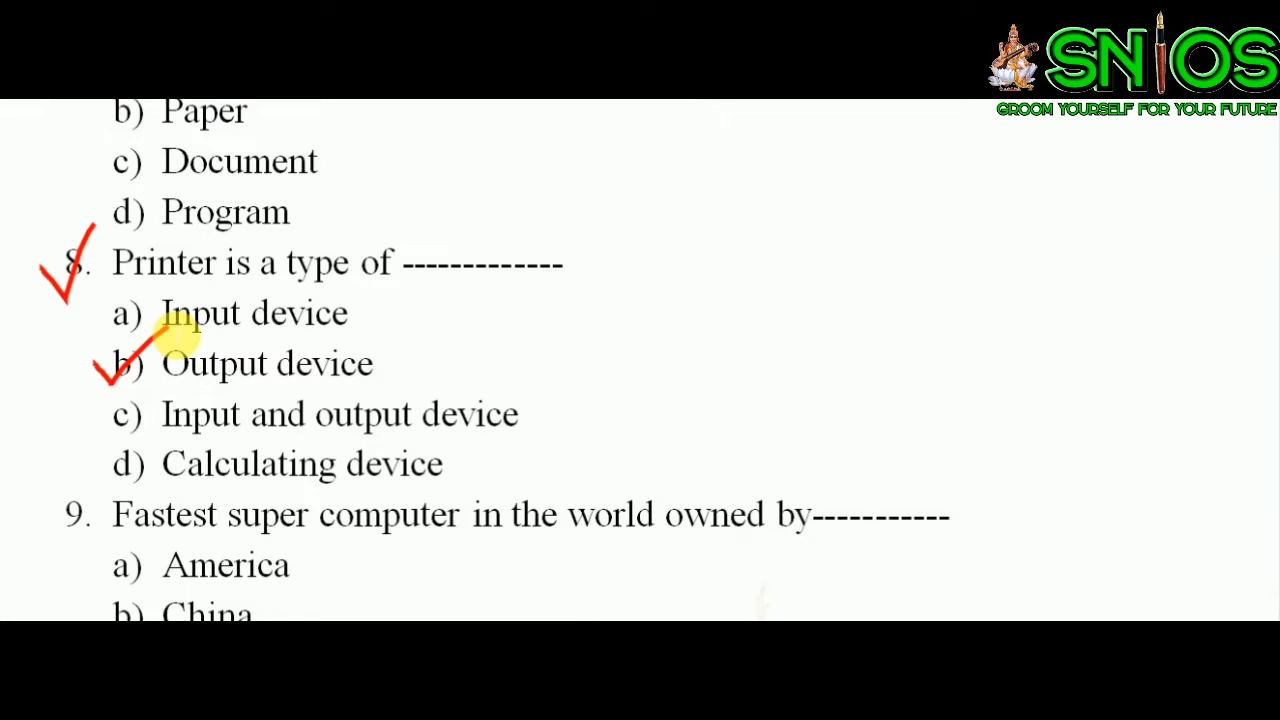 SNIOS
GROOM YOURSELF FOR YOUR FUTURE
b) Paper
c) Document
d) Program
8. Printer is a type of -------------
a) Input device
b) Output device
c) Input and output device
d) Calculating device
9. Fastest super computer in the world owned by-----------
a) America
b) China